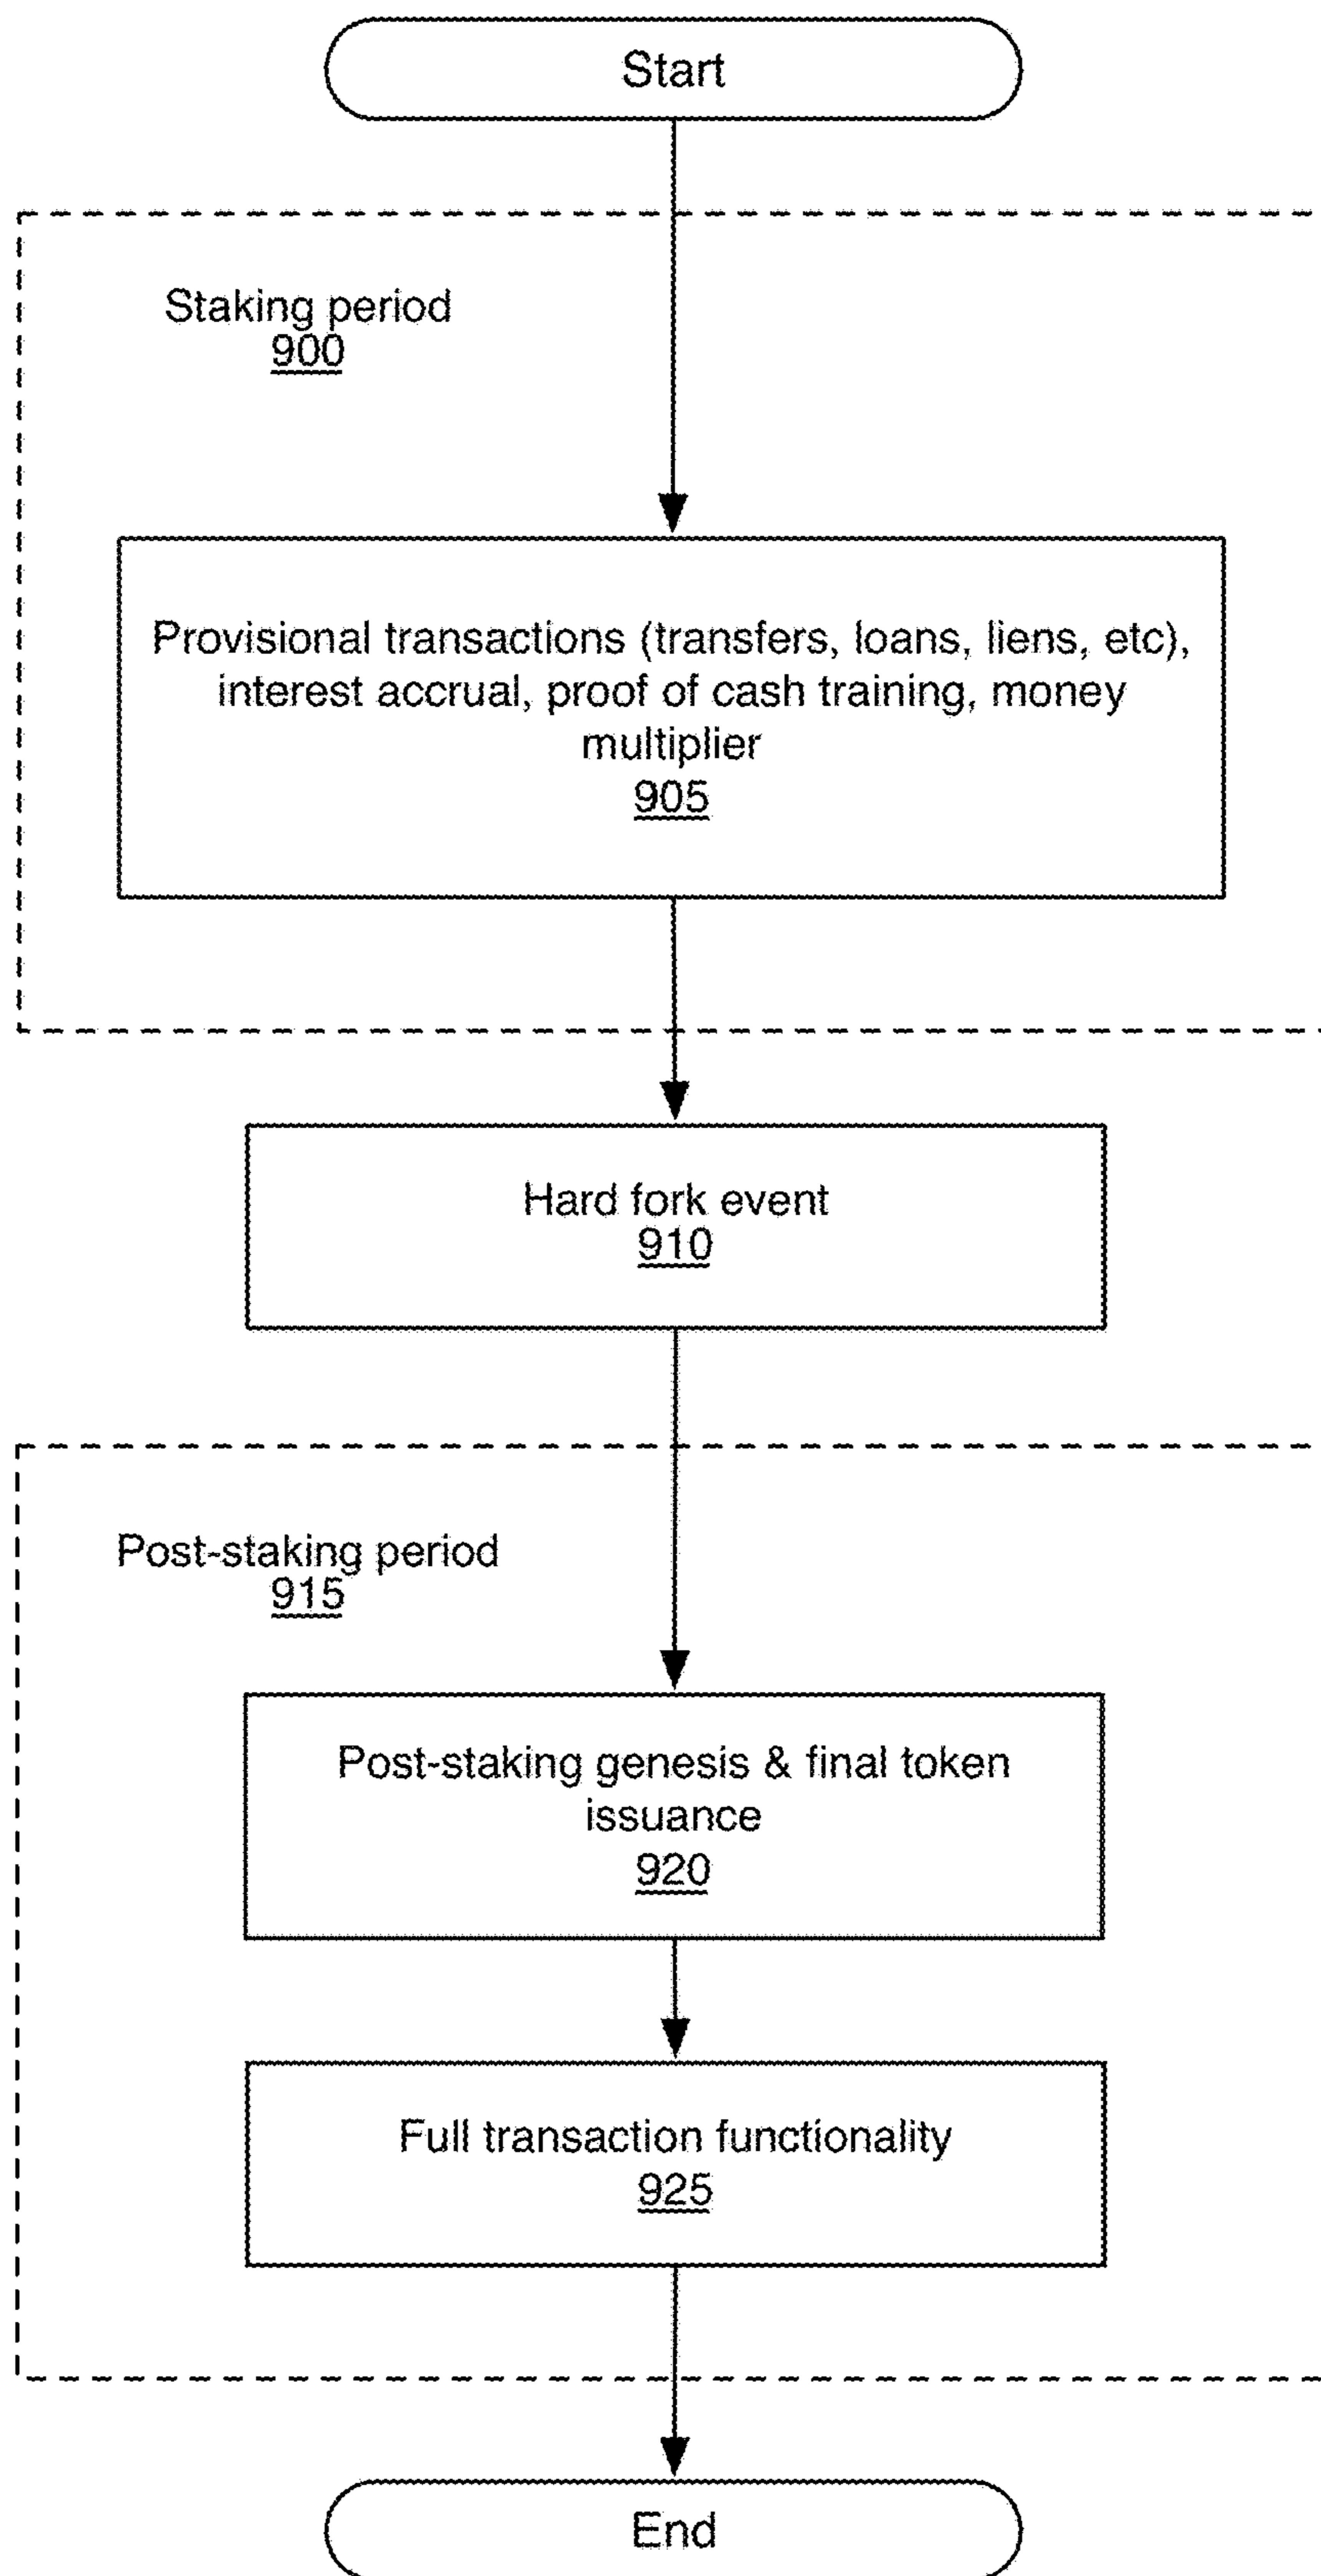 Start
Staking period
900
Provisional transactions (transfers, loans, liens, etc),
interest accrual, proof of cash training, money
multiplier
905
Hard fork event
910
Post-staking period
915
Post-staking genesis & final token
issuance
920
Full transaction functionality
925
End